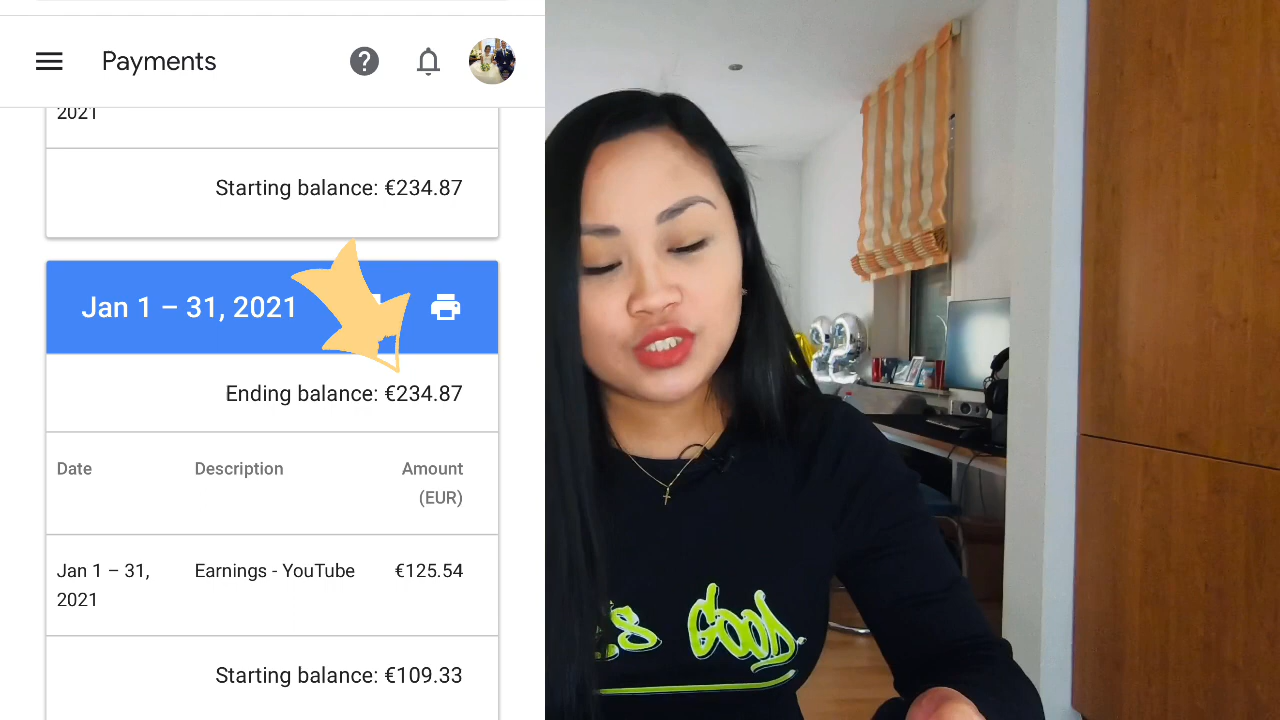 Payments
2021
Starting balance: €234.87
Jan 1 – 31, 2021
Ending balance: €234.87
Date Description Amount
(EUR)
Jan 1 – 31, Earnings - YouTube €125.54
2021
Starting balance: €109.33
GOOD.